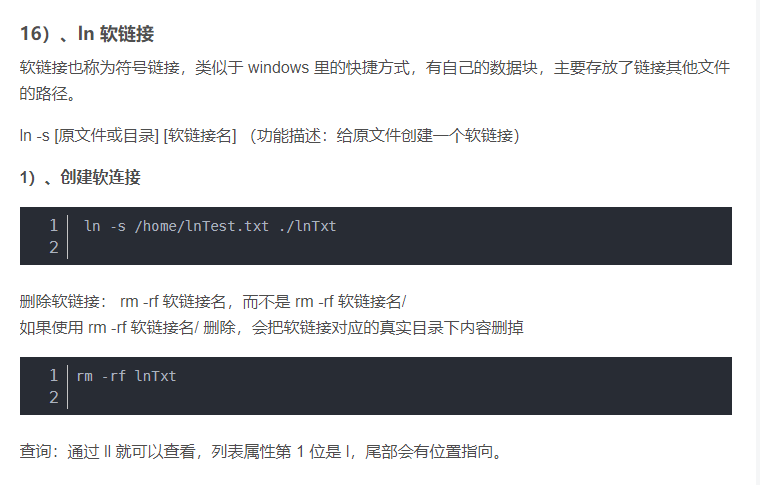 16）、ln 软链接
软链接也称为符号链接，类似于 windows 里的快捷方式，有自己的数据块，主要存放了链接其他文件
的路径。
ln -s [原文件或目录] [软链接名] （功能描述：给原文件创建一个软链接）
1）、创建软连接
1 ln -s /home/lnTest.txt ./lnTxt
2
删除软链接： rm -rf 软链接名，而不是 rm -rf 软链接名/
如果使用 rm -rf 软链接名/ 删除，会把软链接对应的真实目录下内容删掉
1 rm -rf lnTxt
2
查询：通过 ll 就可以查看，列表属性第 1 位是 l，尾部会有位置指向。